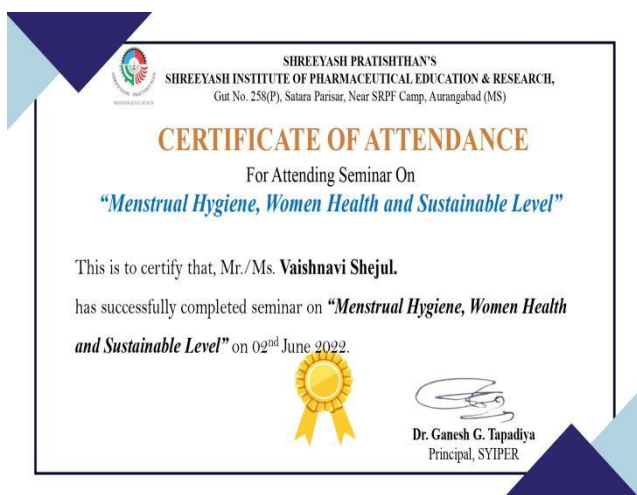 SHREEYASH PRATISHTHAN'S
SHREEYASH INSTITUTE OF PHARMACEUTICAL EDUCATION & RESEARCH,
Gut No. 258(P), Satara Parisar, Near SRPF Camp, Aurangabad (MS)
CERTIFICATE OF ATTENDANCE
For Attending Seminar On
“Menstrual Hygiene, Women Health and Sustainable Level”
This is to certify that, Mr./Ms. Vaishnavi Shejul.
has successfully completed seminar on “Menstrual Hygiene, Women Health
and Sustainable Level” on 02nd June 2022.
Dr. Ganesh G. Tapadiya
Principal, SYIPER